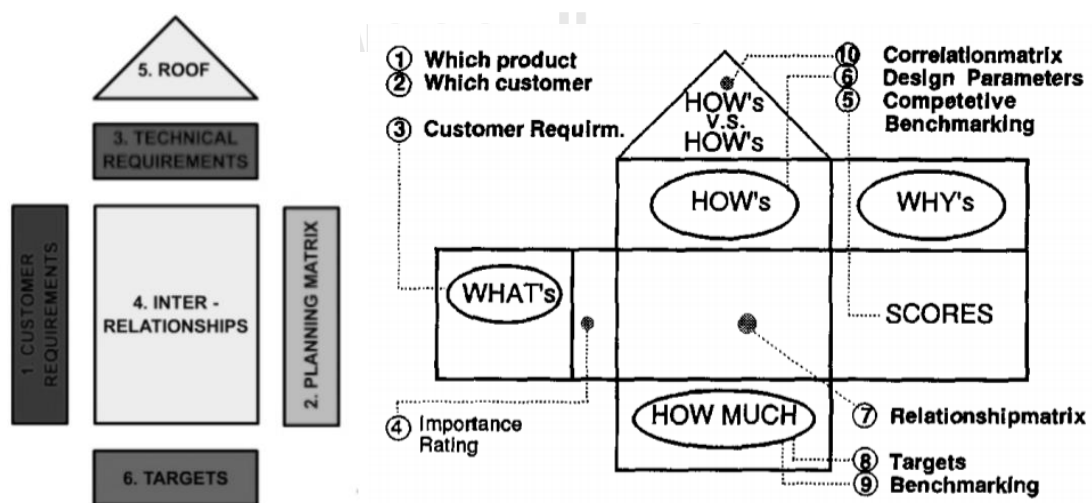 5. ROOF
3. TECHNICAL
REQUIREMENTS
1 CUSTOMER
REQUIREMENTS
4. INTER -
RELATIONSHIPS
2. PLANNING MATRIX
6. TARGETS
1 Which product
2 Which customer
3 Customer Requirm.
10 Correlationmatrix
6 Design Parameters
5 Competetive
Benchmarking
HOW's
v.s.
HOW's
HOW's
WHY's
WHAT's
SCORES
HOW MUCH
4 Importance
Rating
7 Relationshipmatrix
8 Targets
9 Benchmarking